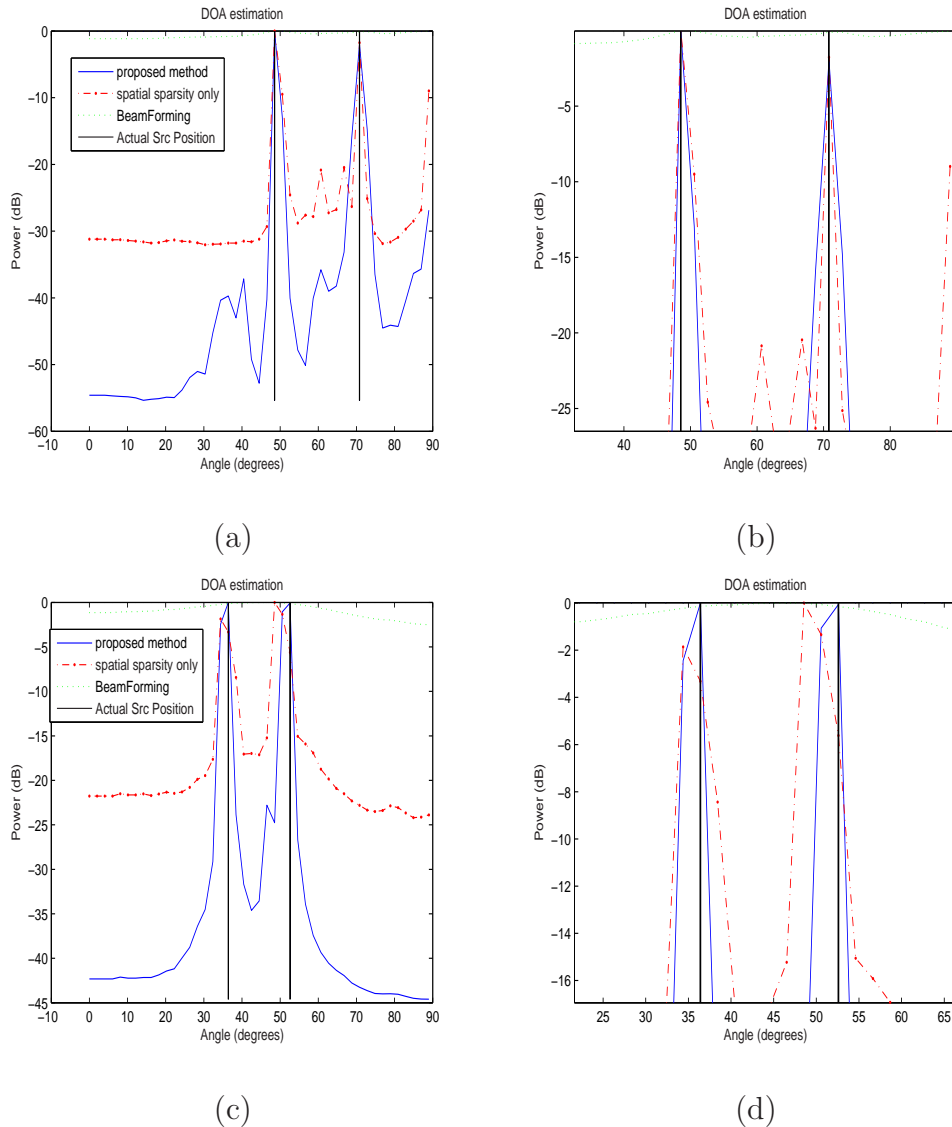 DOA estimation
0
−10
−20
−30
−40
−50
−60
Power (dB)
proposed method
spatial sparsity only
BeamForming
Actual Src Position
−10 0 10 20 30 40 50 60 70 80 90
Angle (degrees)
(a)
DOA estimation
−5
−10
−15
−20
−25
Power (dB)
40 50 60 70 80
Angle (degrees)
(b)
DOA estimation
0
−5
−10
−15
−20
−25
−30
−35
−40
−45
Power (dB)
proposed method
spatial sparsity only
BeamForming
Actual Src Position
−10 0 10 20 30 40 50 60 70 80 90
Angle (degrees)
(c)
DOA estimation
0
−2
−4
−6
−8
−10
−12
−14
−16
Power (dB)
25 30 35 40 45 50 55 60 65
Angle (degrees)
(d)